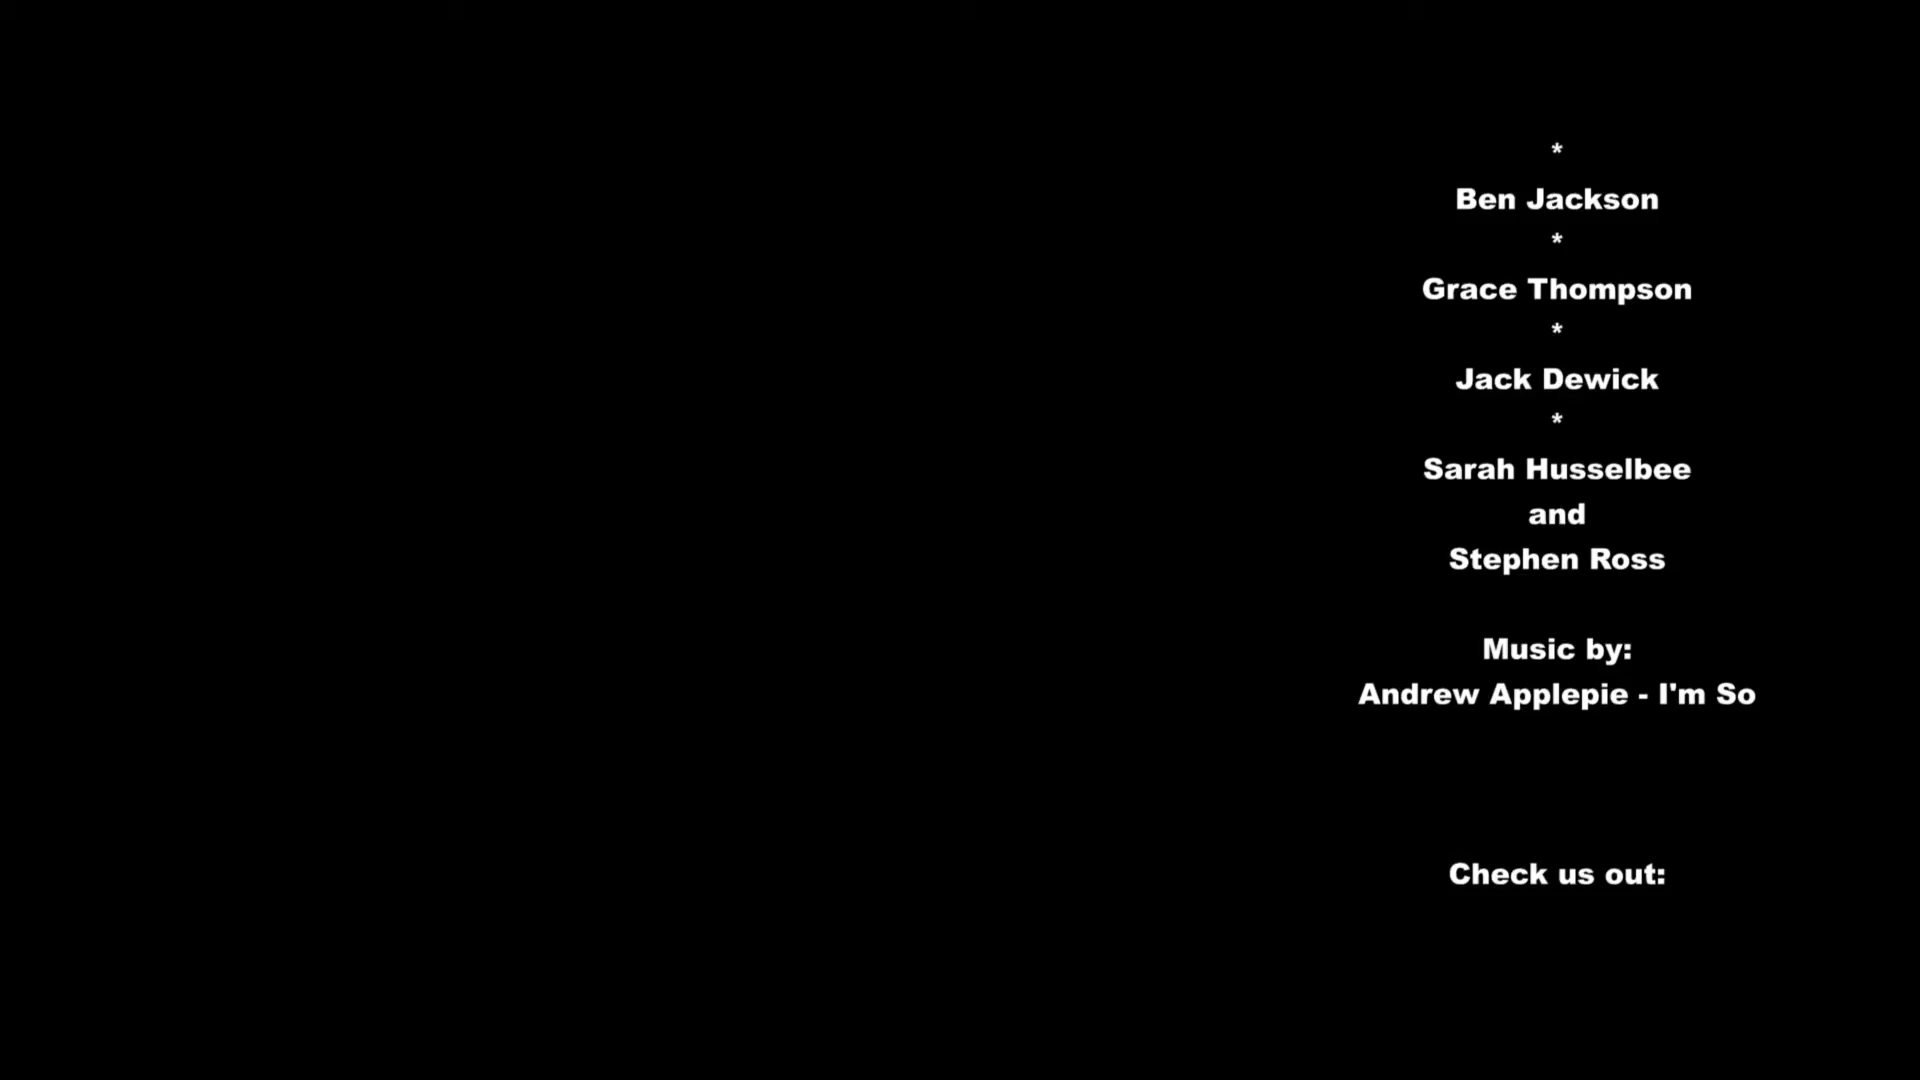 *
Ben Jackson
*
Grace Thompson
*
Jack Dewick
*
Sarah Husselbee
and
Stephen Ross
Music by:
Andrew Applepie - I'm So
Check us out: